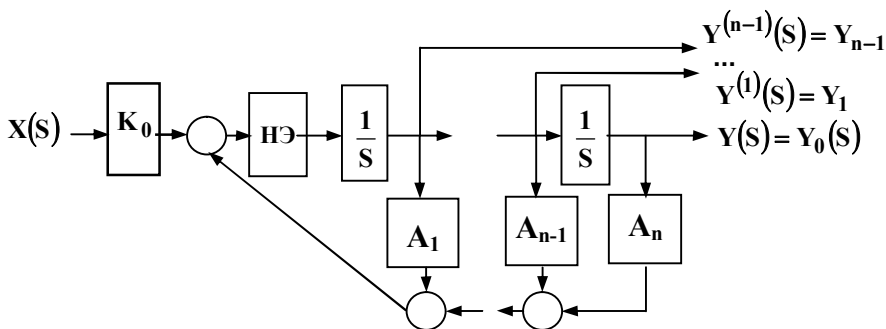 Y^(n−1)(S) = Y_n−1
...
Y^(1)(S) = Y_1
X(S)
K_0
НЭ
1/S
1/S
Y(S) = Y_0(S)
A_1
A_n-1
A_n